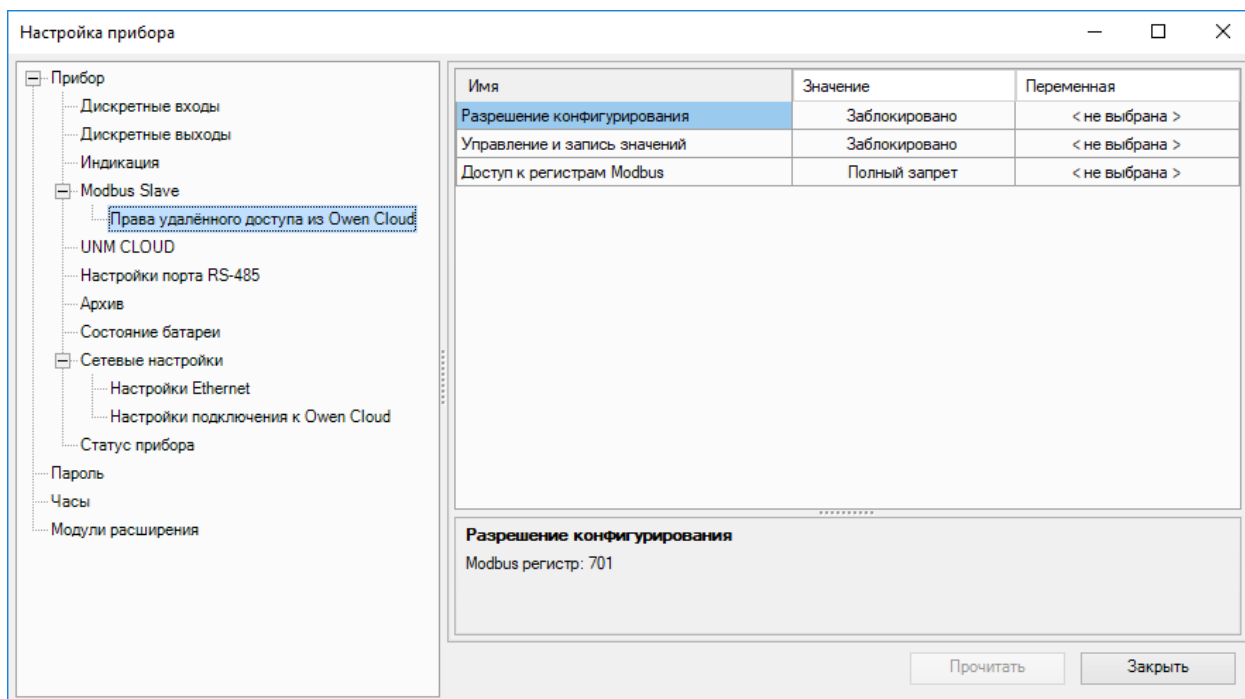 Настройка прибора
Прибор
Дискретные входы
Дискретные выходы
Индикация
Modbus Slave
Права удалённого доступа из Owen Cloud
UNM CLOUD
Настройки порта RS-485
Архив
Состояние батареи
Сетевые настройки
Настройки Ethernet
Настройки подключения к Owen Cloud
Статус прибора
Пароль
Часы
Модули расширения
Имя Значение Переменная
Разрешение конфигурирования Заблокировано < не выбрана >
Управление и запись значений Заблокировано < не выбрана >
Доступ к регистрам Modbus Полный запрет < не выбрана >
Разрешение конфигурирования
Modbus регистр: 701
Прочитать Закрыть